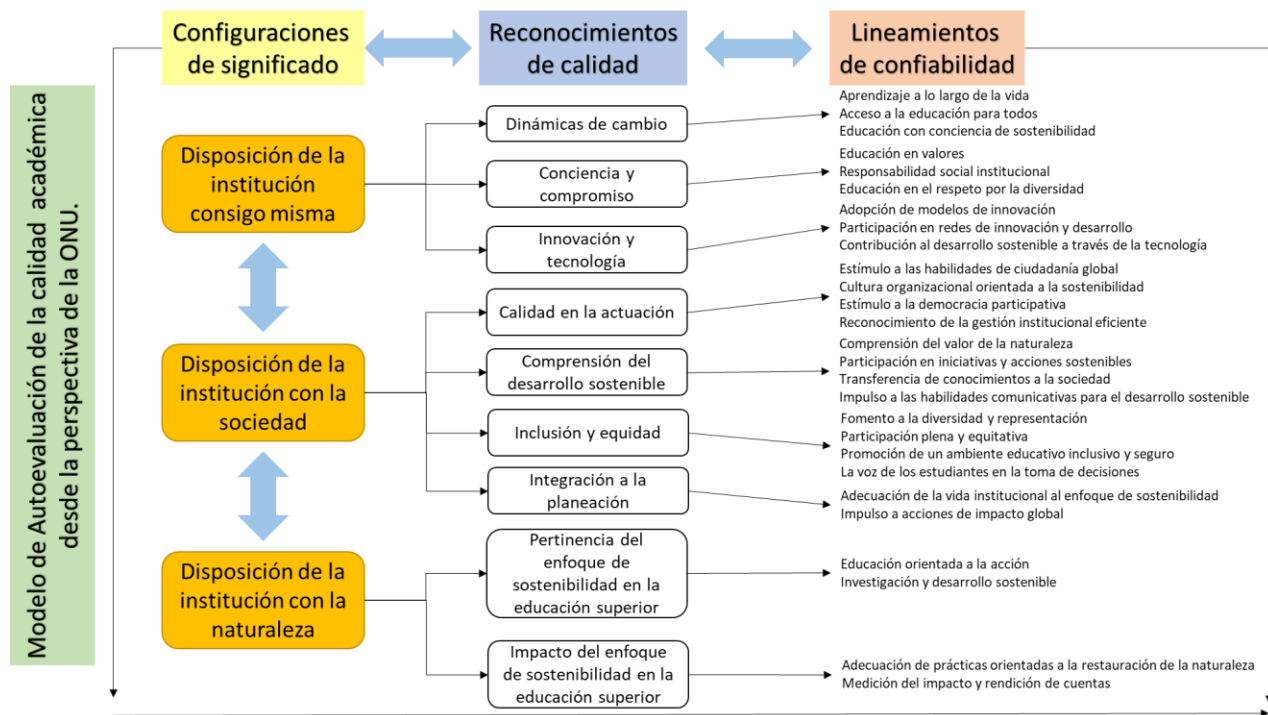 Modelo de Autoevaluación de la calidad académica
desde la perspectiva de la ONU.
Configuraciones
de significado
Reconocimientos
de calidad
Lineamientos
de confiabilidad
Disposición de la
institución
consigo misma
Dinámicas de cambio
Aprendizaje a lo largo de la vida
Acceso a la educación para todos
Educación con conciencia de sostenibilidad
Conciencia y
compromiso
Educación en valores
Responsabilidad social institucional
Educación en el respeto por la diversidad
Innovación y
tecnología
Adopción de modelos de innovación
Participación en redes de innovación y desarrollo
Contribución al desarrollo sostenible a través de la tecnología
Disposición de la
institución con la
sociedad
Calidad en la actuación
Estímulo a las habilidades de ciudadanía global
Cultura organizacional orientada a la sostenibilidad
Estímulo a la democracia participativa
Reconocimiento de la gestión institucional eficiente
Comprensión del
desarrollo sostenible
Comprensión del valor de la naturaleza
Participación en iniciativas y acciones sostenibles
Transferencia de conocimientos a la sociedad
Impulso a las habilidades comunicativas para el desarrollo sostenible
Inclusión y equidad
Fomento a la diversidad y representación
Participación plena y equitativa
Promoción de un ambiente educativo inclusivo y seguro
La voz de los estudiantes en la toma de decisiones
Integración a la
planeación
Adecuación de la vida institucional al enfoque de sostenibilidad
Impulso a acciones de impacto global
Disposición de la
institución con la
naturaleza
Pertinencia del
enfoque de
sostenibilidad en la
educación superior
Educación orientada a la acción
Investigación y desarrollo sostenible
Impacto del enfoque
de sostenibilidad en la
educación superior
Adecuación de prácticas orientadas a la restauración de la naturaleza
Medición del impacto y rendición de cuentas